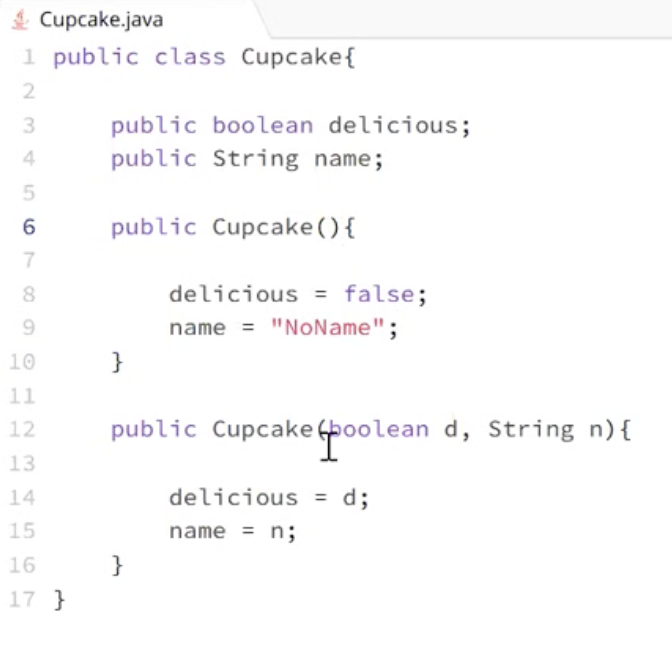 Cupcake.java
1 public class Cupcake{
2
3 public boolean delicious;
4 public String name;
5
6 public Cupcake(){
7
8 delicious = false;
9 name = "NoName";
10 }
11
12 public Cupcake(boolean d, String n){
13
14 delicious = d;
15 name = n;
16 }
17 }